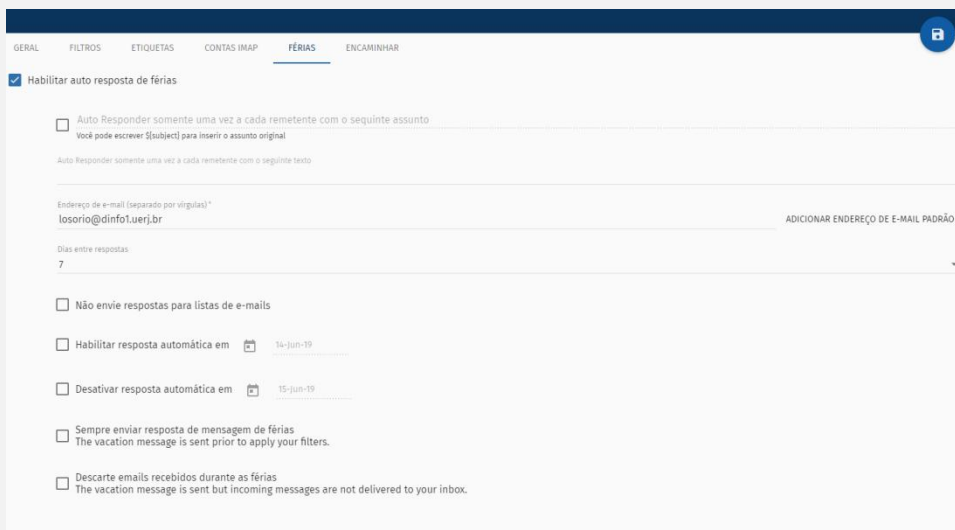 GERAL FILTROS ETIQUETAS CONTAS IMAP FÉRIAS ENCAMINHAR
Habilitar auto resposta de férias
Auto Responder somente uma vez a cada remetente com o sequinte assunto
Você pode escrever ${subject} para inserir o assunto original
Auto Responder somente uma vez a cada remetente com o seguinte texto
Endereço de e-mail (separado por vírgulas) *
losorio@dinfo1.uerj.br ADICIONAR ENDEREÇO DE E-MAIL PADRÃO
Dias entre respostas
7
Não envie respostas para listas de e-mails
Habilitar resposta automática em 14-Jun-19
Desativar resposta automática em 15-Jun-19
Sempre enviar resposta de mensagem de férias
The vacation message is sent prior to apply your filters.
Descarte emails recebidos durante as férias
The vacation message is sent but incoming messages are not delivered to your inbox.